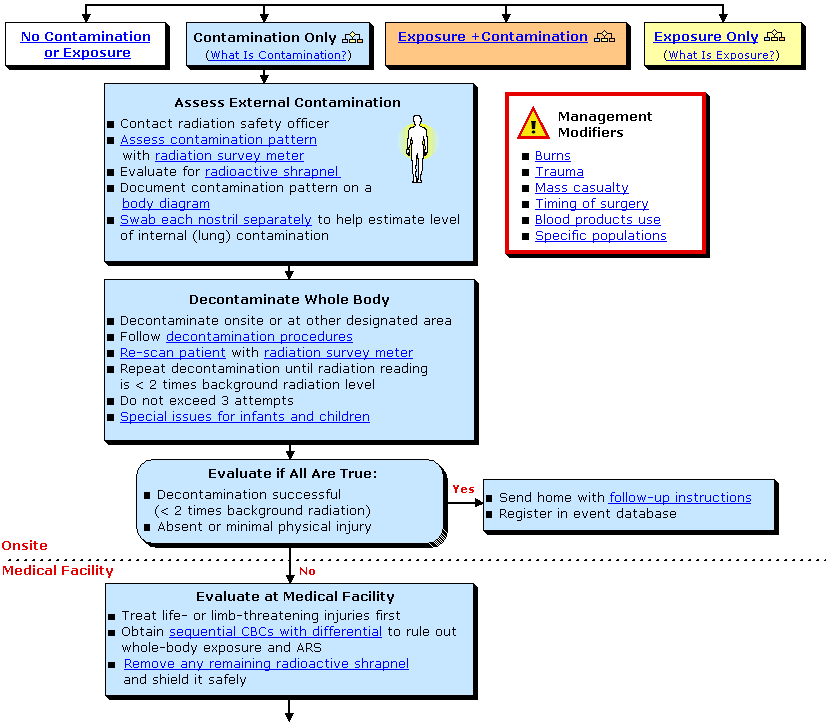 No Contamination
or Exposure
Contamination Only
(What Is Contamination?)
Exposure +Contamination
Exposure Only
(What Is Exposure?)
Assess External Contamination
■ Contact radiation safety officer
■ Assess contamination pattern
with radiation survey meter
■ Evaluate for radioactive shrapnel
■ Document contamination pattern on a
body diagram
■ Swab each nostril separately to help estimate level
of internal (lung) contamination
!
Management
Modifiers
■ Burns
■ Trauma
■ Mass casualty
■ Timing of surgery
■ Blood products use
■ Specific populations
Decontaminate Whole Body
■ Decontaminate onsite or at other designated area
■ Follow decontamination procedures
■ Re-scan patient with radiation survey meter
■ Repeat decontamination until radiation reading
is < 2 times background radiation level
■ Do not exceed 3 attempts
■ Special issues for infants and children
Evaluate if All Are True:
■ Decontamination successful
(< 2 times background radiation)
■ Absent or minimal physical injury
Yes
■ Send home with follow-up instructions
■ Register in event database
Onsite
Medical Facility
No
Evaluate at Medical Facility
■ Treat life- or limb-threatening injuries first
■ Obtain sequential CBCs with differential to rule out
whole-body exposure and ARS
■ Remove any remaining radioactive shrapnel
and shield it safely